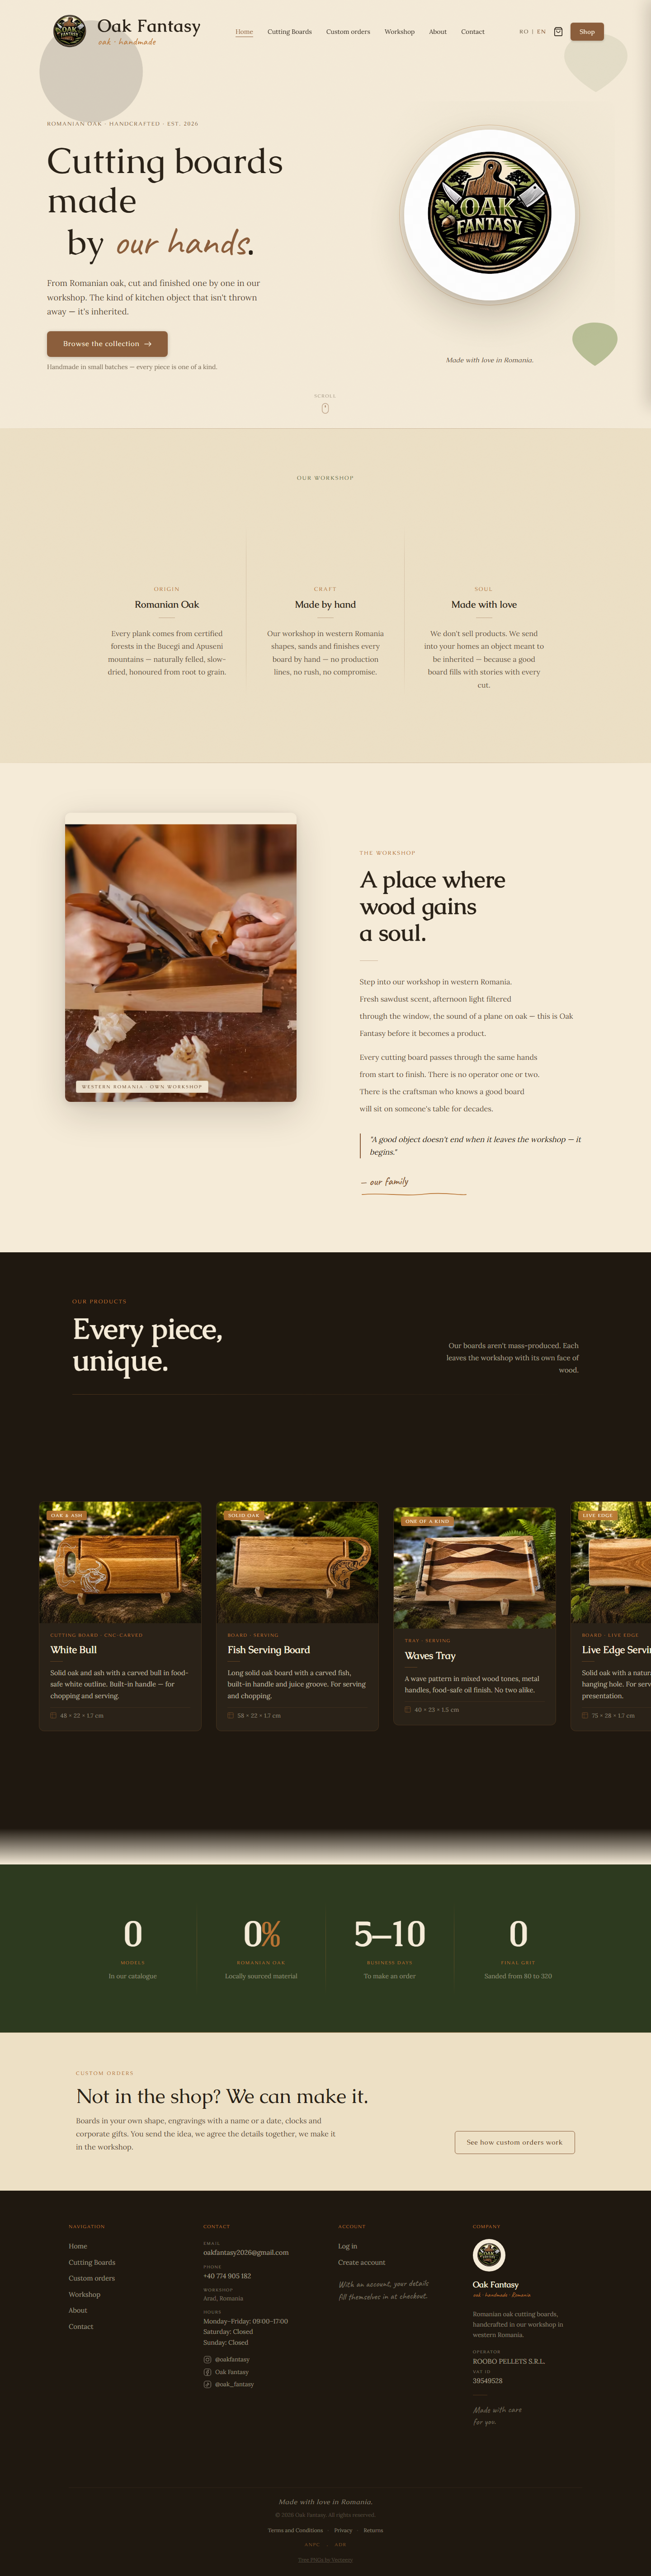 Oak Fantasy
oak · handmade
Home
Cutting Boards
Custom orders
Workshop
About
Contact
RO | EN
Shop
ROMANIAN OAK · HANDCRAFTED · EST. 2026
Cutting boards
made
by our hands.
OAK
FANTASY
From Romanian oak, cut and finished one by one in our
workshop. The kind of kitchen object that isn't thrown
away — it's inherited.
Browse the collection →
Handmade in small batches — every piece is one of a kind.
Made with love in Romania.
SCROLL
OUR WORKSHOP
ORIGIN
Romanian Oak
Every plank comes from certified
forests in the Bucegi and Apuseni
mountains — naturally felled, slow-
dried, honoured from root to grain.
CRAFT
Made by hand
Our workshop in western Romania
shapes, sands and finishes every
board by hand — no production
lines, no rush, no compromise.
SOUL
Made with love
We don't sell products. We send
into your homes an object meant to
be inherited — because a good
board fills with stories with every
cut.
WESTERN ROMANIA · OWN WORKSHOP
THE WORKSHOP
A place where
wood gains
a soul.
Step into our workshop in western Romania.
Fresh sawdust scent, afternoon light filtered
through the window, the sound of a plane on oak — this is Oak
Fantasy before it becomes a product.
Every cutting board passes through the same hands
from start to finish. There is no operator one or two.
There is the craftsman who knows a good board
will sit on someone's table for decades.
"A good object doesn't end when it leaves the workshop — it
begins."
— our family
OUR PRODUCTS
Every piece,
unique.
Our boards aren't mass-produced. Each
leaves the workshop with its own face of
wood.
OAK & ASH
CUTTING BOARD · CNC-CARVED
White Bull
Solid oak and ash with a carved bull in food-
safe white outline. Built-in handle — for
chopping and serving.
48 × 22 × 1.7 cm
SOLID OAK
BOARD · SERVING
Fish Serving Board
Long solid oak board with a carved fish,
built-in handle and juice groove. For serving
and chopping.
58 × 22 × 1.7 cm
ONE OF A KIND
TRAY · SERVING
Waves Tray
A wave pattern in mixed wood tones, metal
handles, food-safe oil finish. No two alike.
40 × 23 × 1.5 cm
LIVE EDGE
BOARD · LIVE EDGE
Live Edge Servi
Solid oak with a natur
hanging hole. For serv
presentation.
75 × 28 × 1.7 cm
0
MODELS
In our catalogue
0%
ROMANIAN OAK
Locally sourced material
5–10
BUSINESS DAYS
To make an order
0
FINAL GRIT
Sanded from 80 to 320
CUSTOM ORDERS
Not in the shop? We can make it.
Boards in your own shape, engravings with a name or a date, clocks and
corporate gifts. You send the idea, we agree the details together, we make it
in the workshop.
See how custom orders work
NAVIGATION
Home
Cutting Boards
Custom orders
Workshop
About
Contact
CONTACT
EMAIL
oakfantasy2026@gmail.com
PHONE
+40 774 905 182
WORKSHOP
Arad, Romania
HOURS
Monday–Friday: 09:00–17:00
Saturday: Closed
Sunday: Closed
@oakfantasy
Oak Fantasy
@oak_fantasy
ACCOUNT
Log in
Create account
With an account, your details
fill themselves in at checkout.
COMPANY
Oak Fantasy
oak · handmade · Romania
Romanian oak cutting boards,
handcrafted in our workshop in
western Romania.
OPERATOR
ROOBO PELLETS S.R.L.
VAT ID
39549528
Made with care
for you.
Made with love in Romania.
© 2026 Oak Fantasy. All rights reserved.
Terms and Conditions · Privacy · Returns
ANPC · ADR